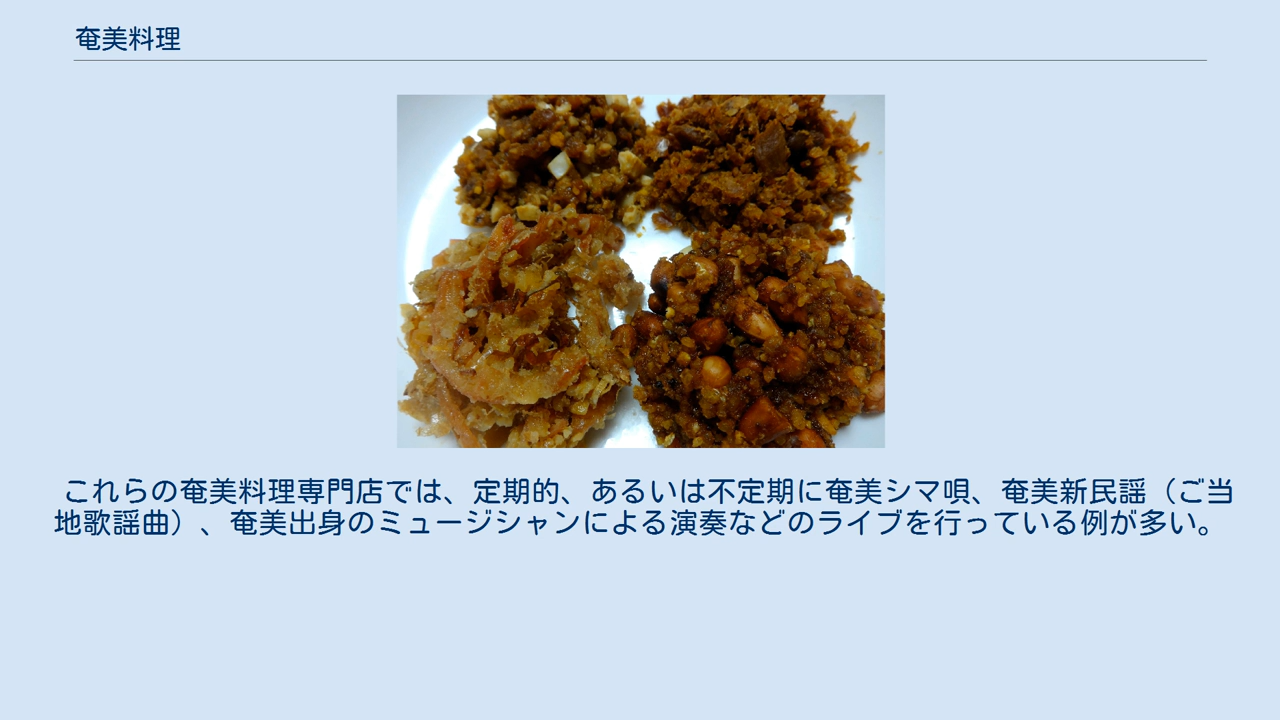 奄美料理
これらの奄美料理専門店では、定期的、あるいは不定期に奄美シマ唄、奄美新民謡（ご当
地歌謡曲）、奄美出身のミュージシャンによる演奏などのライブを行っている例が多い。